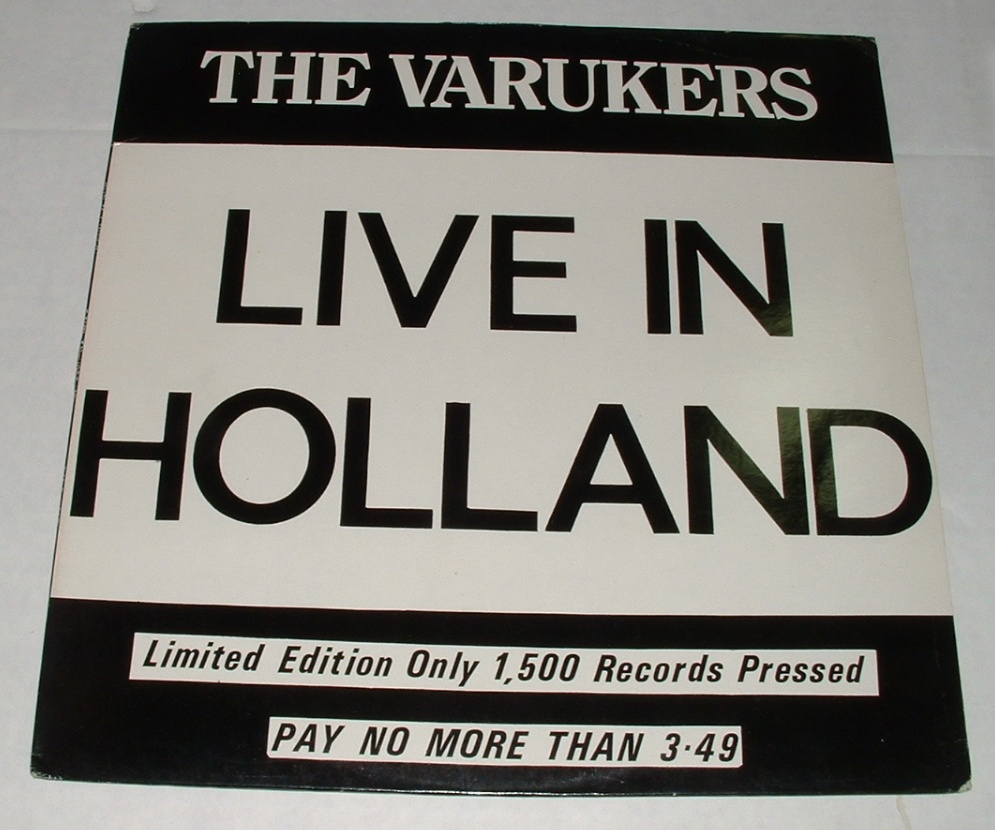 THE VARUKERS
LIVE IN
HOLLAND
Limited Edition Only 1,500 Records Pressed
PAY NO MORE THAN 3·49